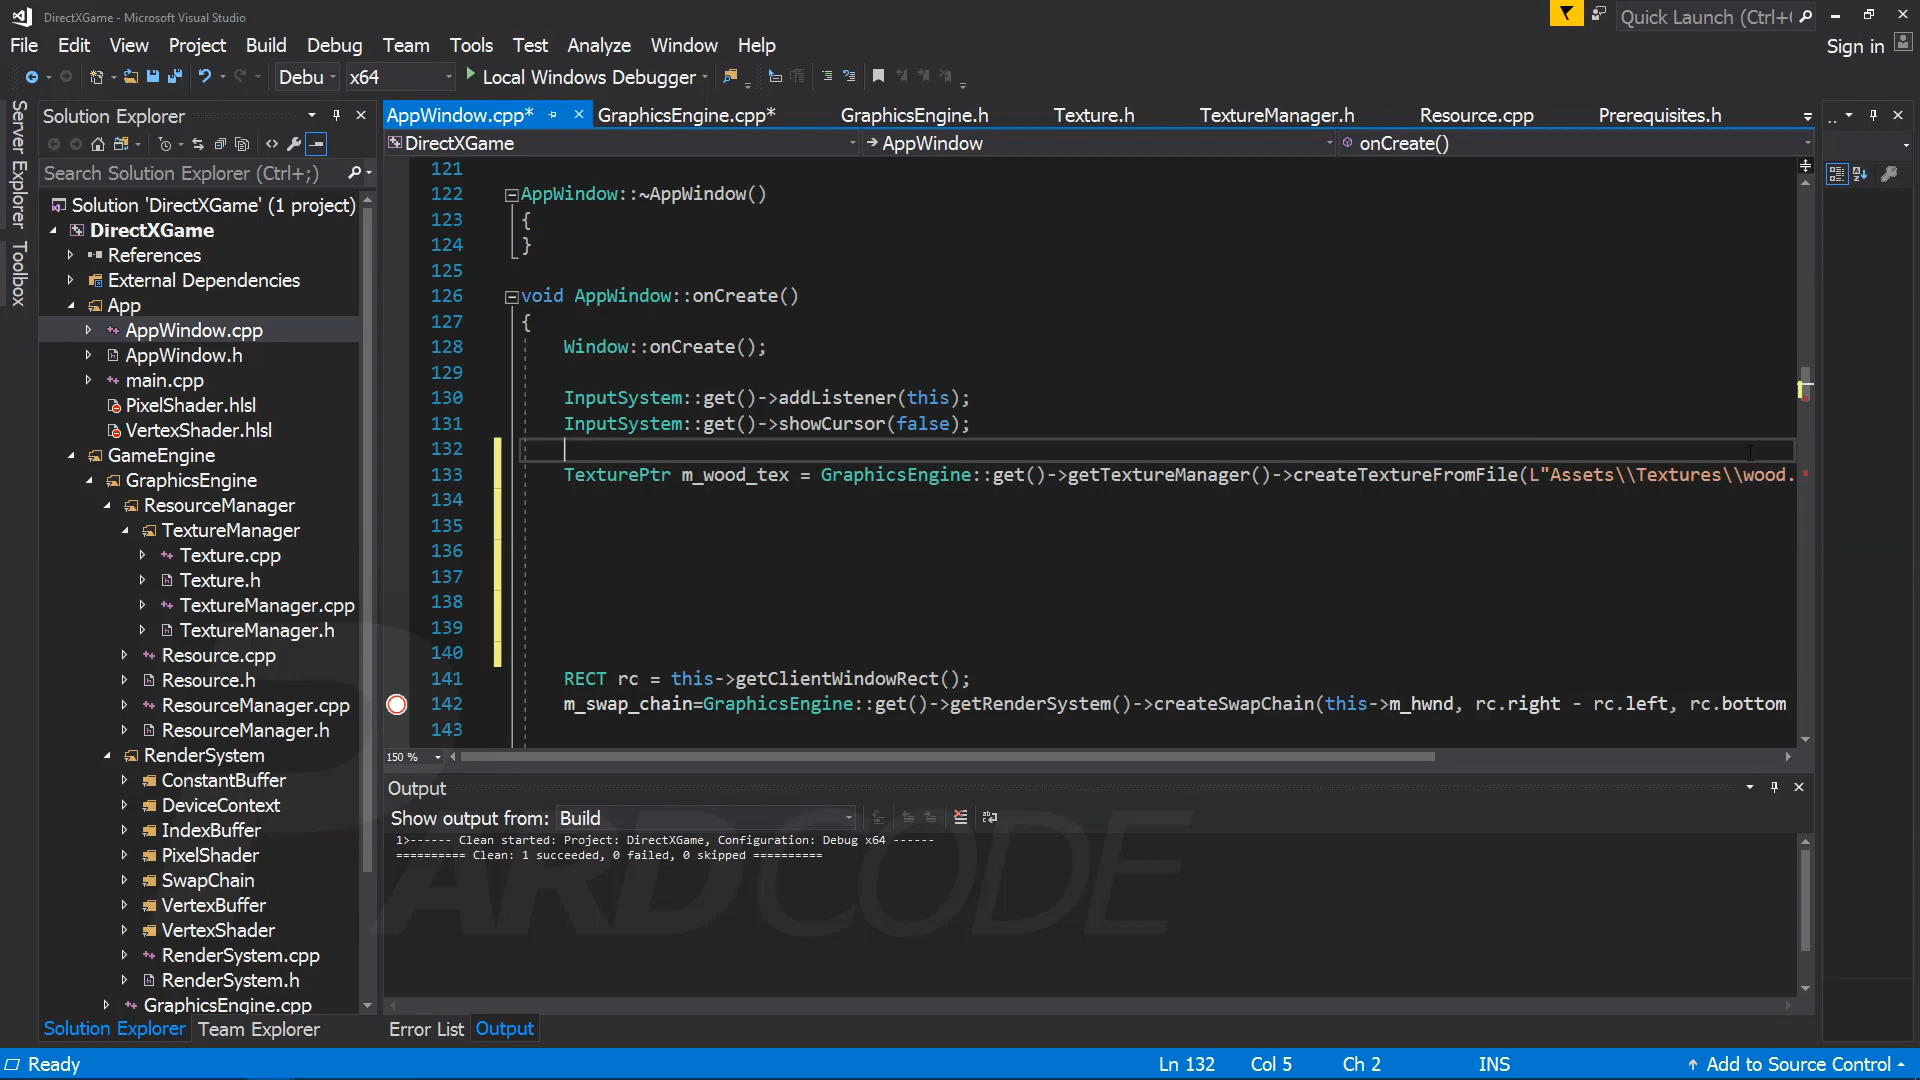 DirectXGame - Microsoft Visual Studio
Quick Launch (Ctrl+
File Edit View Project Build Debug Team Tools Test Analyze Window Help
Sign in
Debu x64 Local Windows Debugger
Server Explorer
Toolbox
Solution Explorer
Search Solution Explorer (Ctrl+;)
Solution 'DirectXGame' (1 project)
DirectXGame
References
External Dependencies
App
AppWindow.cpp
AppWindow.h
main.cpp
PixelShader.hlsl
VertexShader.hlsl
GameEngine
GraphicsEngine
ResourceManager
TextureManager
Texture.cpp
Texture.h
TextureManager.cpp
TextureManager.h
Resource.cpp
Resource.h
ResourceManager.cpp
ResourceManager.h
RenderSystem
ConstantBuffer
DeviceContext
IndexBuffer
PixelShader
SwapChain
VertexBuffer
VertexShader
RenderSystem.cpp
RenderSystem.h
GraphicsEngine.cpp
Solution Explorer Team Explorer
AppWindow.cpp* GraphicsEngine.cpp* GraphicsEngine.h Texture.h TextureManager.h Resource.cpp Prerequisites.h
DirectXGame AppWindow onCreate()
121
122 AppWindow::~AppWindow()
123 {
124 }
125
126 void AppWindow::onCreate()
127 {
128 Window::onCreate();
129
130 InputSystem::get()->addListener(this);
131 InputSystem::get()->showCursor(false);
132
133 TexturePtr m_wood_tex = GraphicsEngine::get()->getTextureManager()->createTextureFromFile(L"Assets\\Textures\\wood.
134
135
136
137
138
139
140
141 RECT rc = this->getClientWindowRect();
142 m_swap_chain=GraphicsEngine::get()->getRenderSystem()->createSwapChain(this->m_hwnd, rc.right - rc.left, rc.bottom
143
150 %
Output
Show output from: Build
1>------ Clean started: Project: DirectXGame, Configuration: Debug x64 ------
========== Clean: 1 succeeded, 0 failed, 0 skipped ==========
PARDCODE
Error List Output
Ready Ln 132 Col 5 Ch 2 INS Add to Source Control